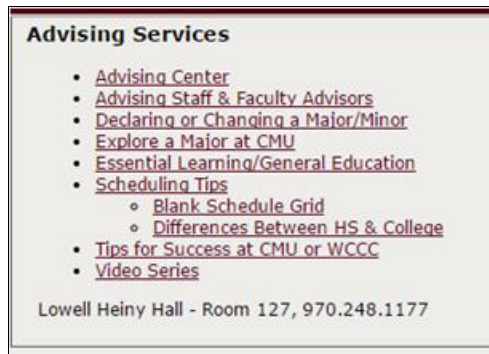 Advising Services
Advising Center
Advising Staff & Faculty Advisors
Declaring or Changing a Major/Minor
Explore a Major at CMU
Essential Learning/General Education
Scheduling Tips
Blank Schedule Grid
Differences Between HS & College
Tips for Success at CMU or WCCC
Video Series
Lowell Heiny Hall - Room 127, 970.248.1177